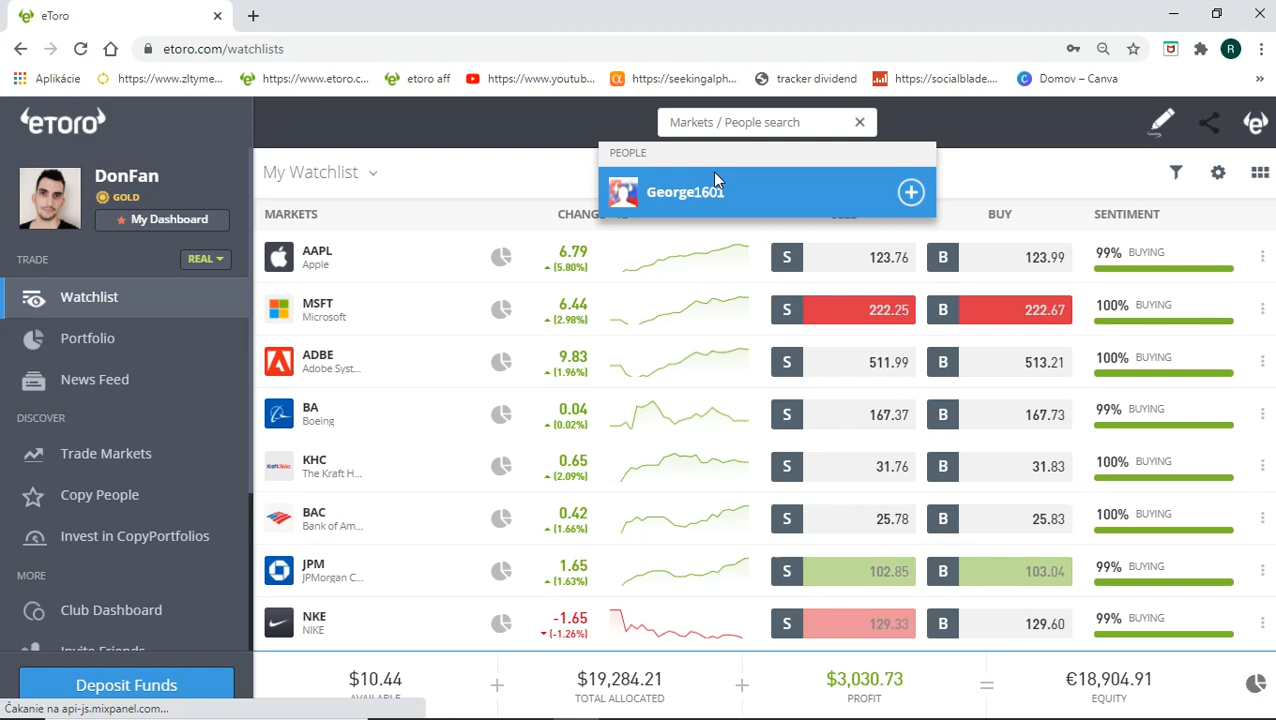 eToro
etoro.com/watchlists
Aplikácie
https://www.zltyme...
https://www.etoro.c...
etoro aff
https://www.youtub...
https://seekingalph...
tracker dividend
https://socialblade....
Domov – Canva
»
R
eToro
Markets / People search
DonFan
GOLD
My Dashboard
PEOPLE
George1601
My Watchlist
TRADE
REAL
Watchlist
Portfolio
News Feed
DISCOVER
Trade Markets
Copy People
Invest in CopyPortfolios
MORE
Club Dashboard
Deposit Funds
MARKETS
BUY
SENTIMENT
AAPL
Apple
6.79
(5.80%)
S 123.76
B 123.99
99% BUYING
MSFT
Microsoft
6.44
(2.98%)
S 222.25
B 222.67
100% BUYING
ADBE
Adobe Syst...
9.83
(1.96%)
S 511.99
B 513.21
100% BUYING
BA
Boeing
0.04
(0.02%)
S 167.37
B 167.73
99% BUYING
KHC
The Kraft H...
0.65
(2.09%)
S 31.76
B 31.83
100% BUYING
BAC
Bank of Am...
0.42
(1.66%)
S 25.78
B 25.83
100% BUYING
JPM
JPMorgan C...
1.65
(1.63%)
S 102.85
B 103.04
99% BUYING
NKE
NIKE
-1.65
(-1.26%)
S 129.33
B 129.60
99% BUYING
$10.44
+
$19,284.21
TOTAL ALLOCATED
+
$3,030.73
PROFIT
=
€18,904.91
EQUITY
Čakanie na api-js.mixpanel.com...